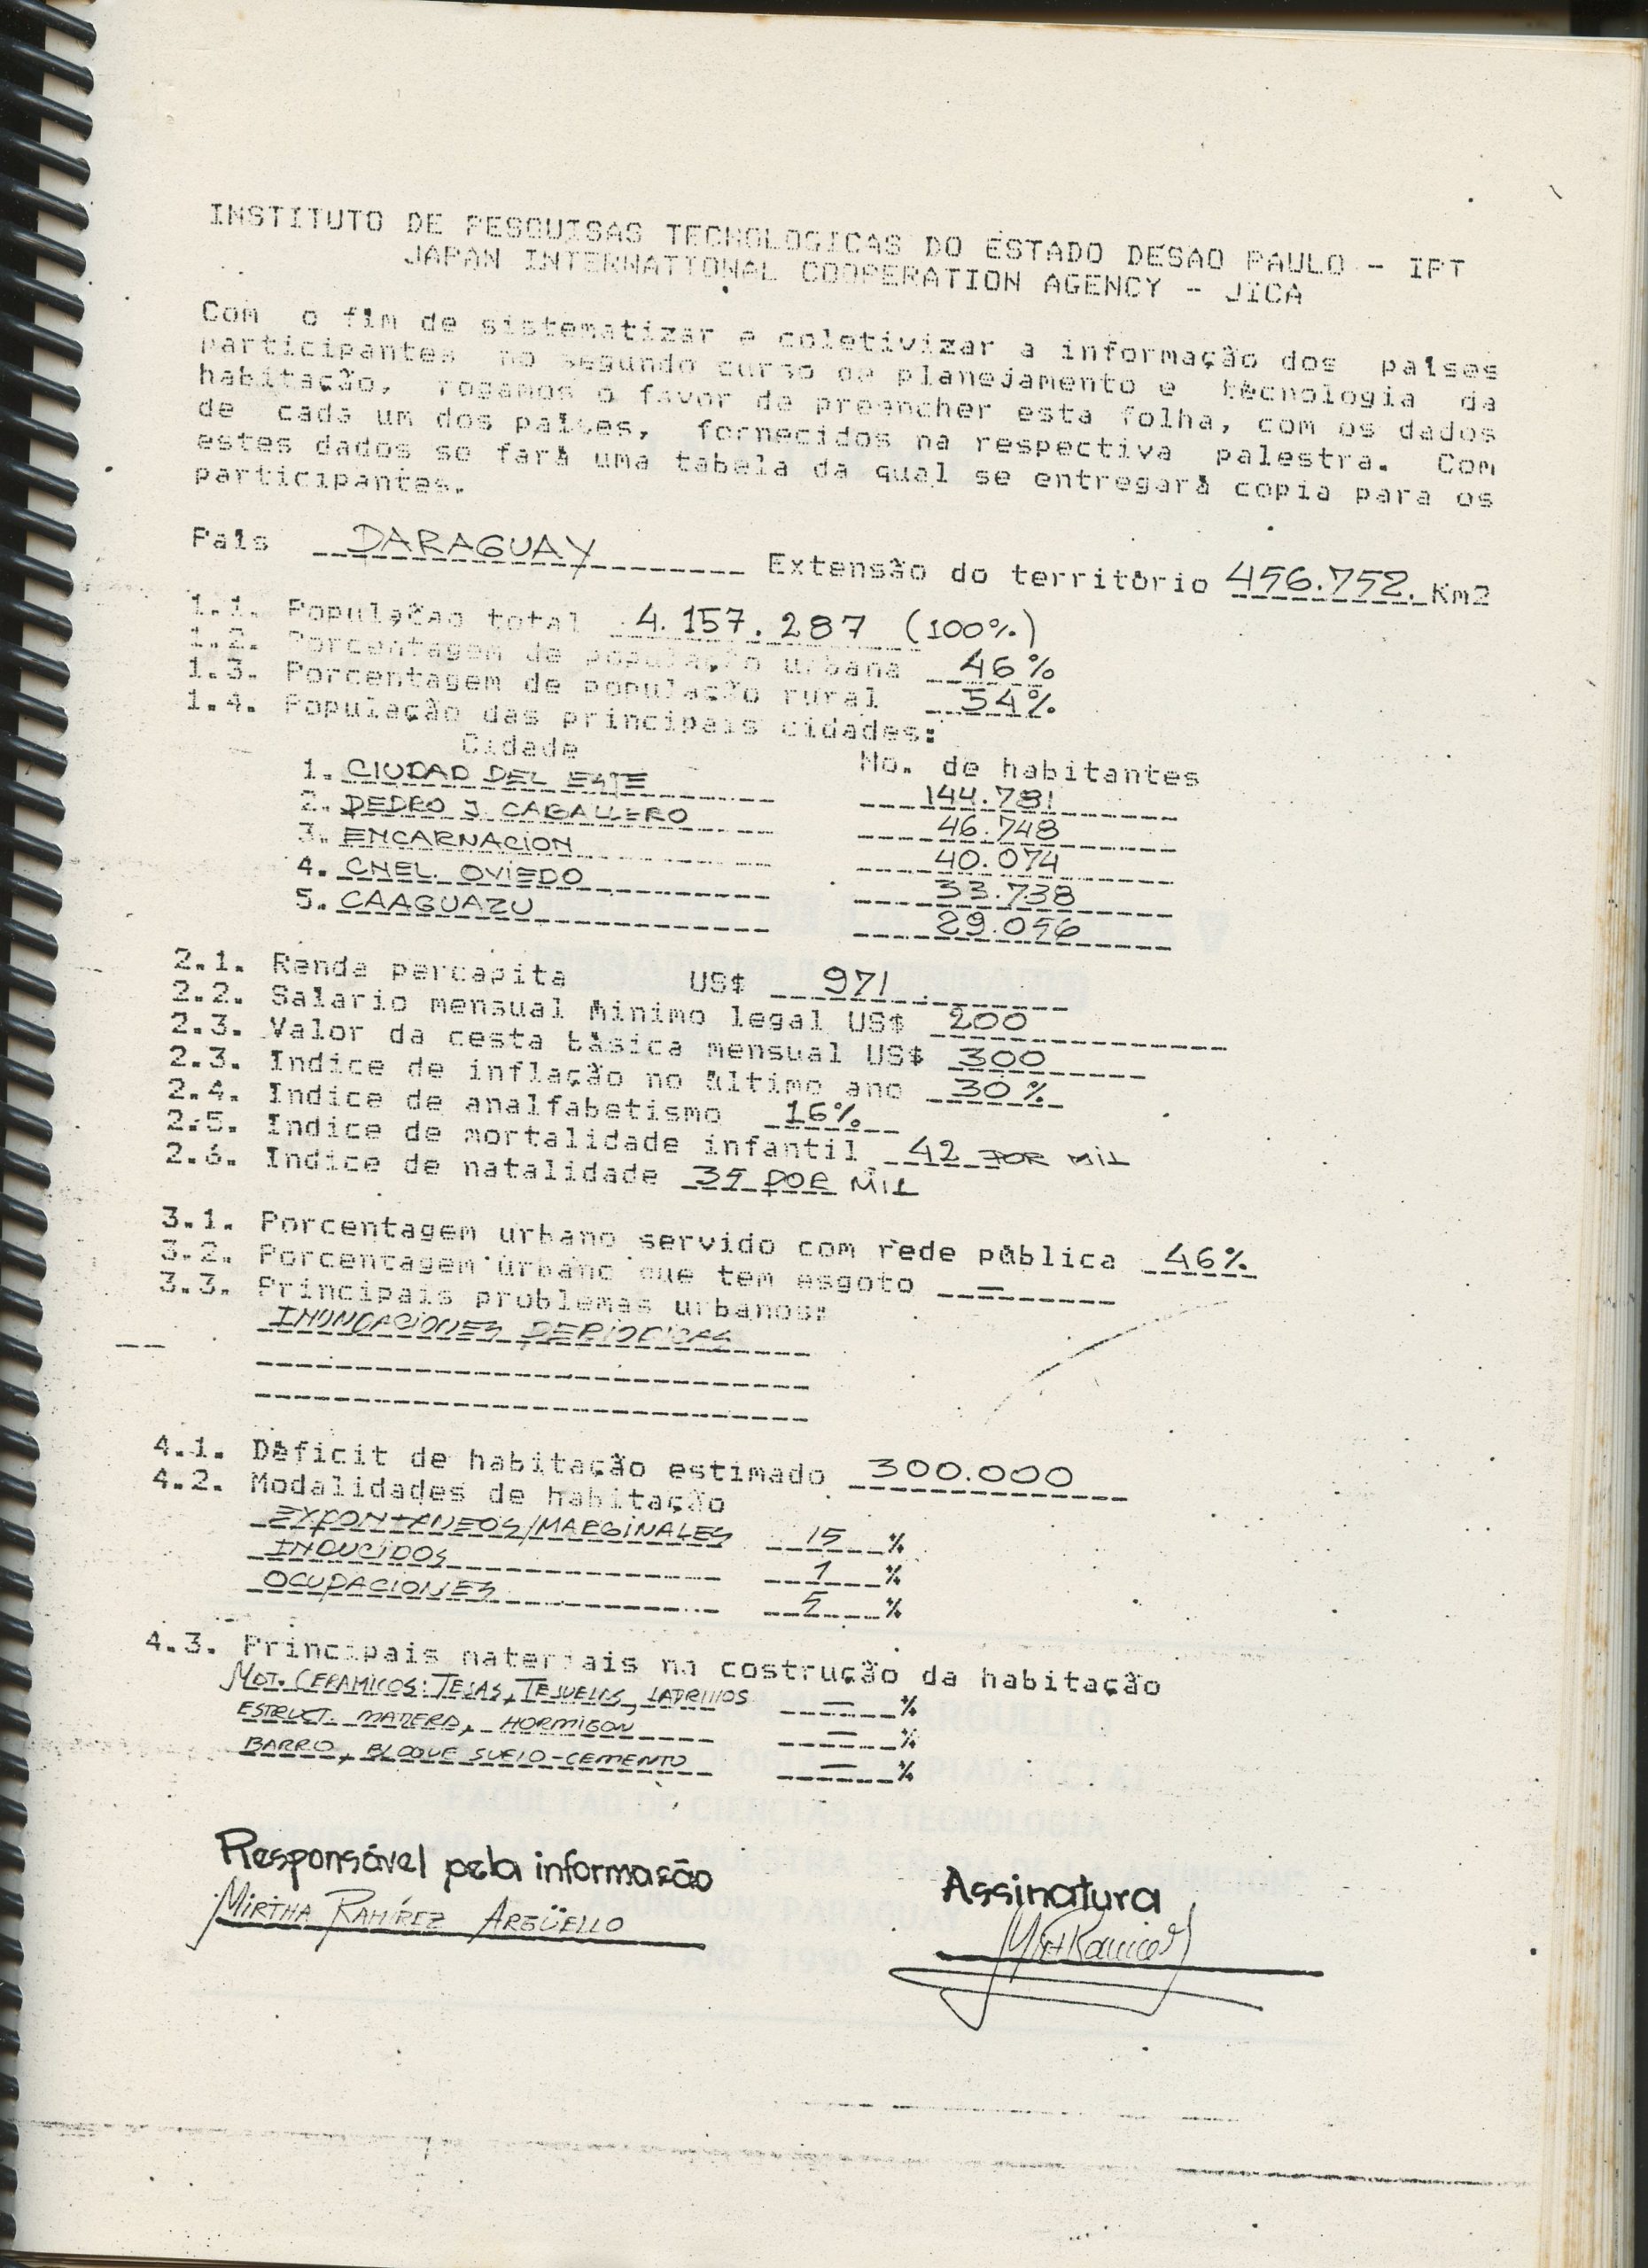 INSTITUTO DE PESQUISAS TECNOLOGICAS DO ESTADO DESAO PAULO - IPT
JAPAN INTERNATIONAL COOPERATION AGENCY - JICA
Com o fim de sistematizar e coletivizar a informação dos países
participantes no segundo curso de planejamento e tecnologia da
habitação, rogamos o favor de preencher esta folha, com os dados
de cada um dos países, fornecidos na respectiva palestra. Com
estes dados se fará uma tabela da qual se entregará copia para os
participantes.
País PARAGUAY Extensão do território 456.752. Km2
1.1. População total 4.157.287 (100%)
1.2. Porcentagem de população urbana 46%
1.3. Porcentagem de população rural 54%
1.4. População das principais cidades:
Cidade No. de habitantes
1. CIUDAD DEL ESTE 144.781
2. PEDRO J. CABALLERO 46.748
3. ENCARNACION 40.074
4. CNEL. OVIEDO 33.738
5. CAAGUAZU 29.056
2.1. Renda percapita US$ 971
2.2. Salario mensual mínimo legal US$ 200
2.3. Valor da cesta básica mensual US$ 300
2.3. Indice de inflação no último ano 30%
2.4. Indice de analfabetismo 16%
2.5. Indice de mortalidade infantil 42 POR MIL
2.6. Indice de natalidade 35 POR MIL
3.1. Porcentagem urbano servido com rede pública 46%
3.2. Porcentagem urbano que tem esgoto —
3.3. Principais problemas urbanos:
INUNDACIONES PERIODICAS
4.1. Déficit de habitação estimado 300.000
4.2. Modalidades de habitação
EXPONTANEOS/MARGINALES 15 %
INDUCIDOS 1 %
OCUPACIONES 5 %
4.3. Principais materiais na costrução da habitação
MAT. CERAMICOS: TEJAS, TEJUELAS, LADRILLOS — %
ESTRUCT. MADERA, HORMIGON — %
BARRO, BLOQUE SUELO-CEMENTO — %
Responsável pela informação Assinatura
MIRTHA RAMÍREZ ARGÜELLO